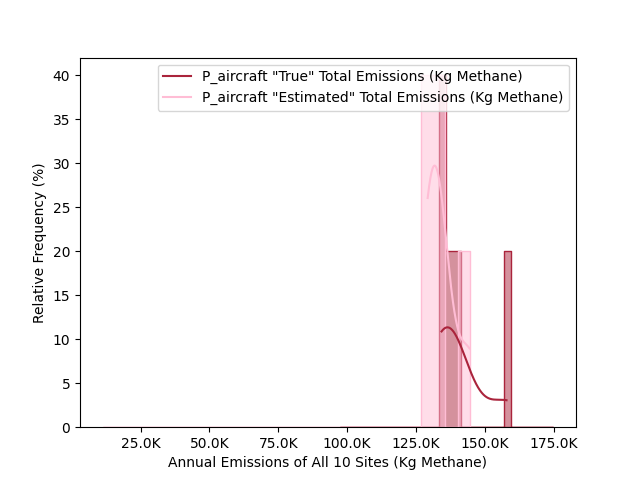 P_aircraft "True" Total Emissions (Kg Methane)
P_aircraft "Estimated" Total Emissions (Kg Methane)
40
35
30
25
20
15
10
5
0
Relative Frequency (%)
25.0K 50.0K 75.0K 100.0K 125.0K 150.0K 175.0K
Annual Emissions of All 10 Sites (Kg Methane)